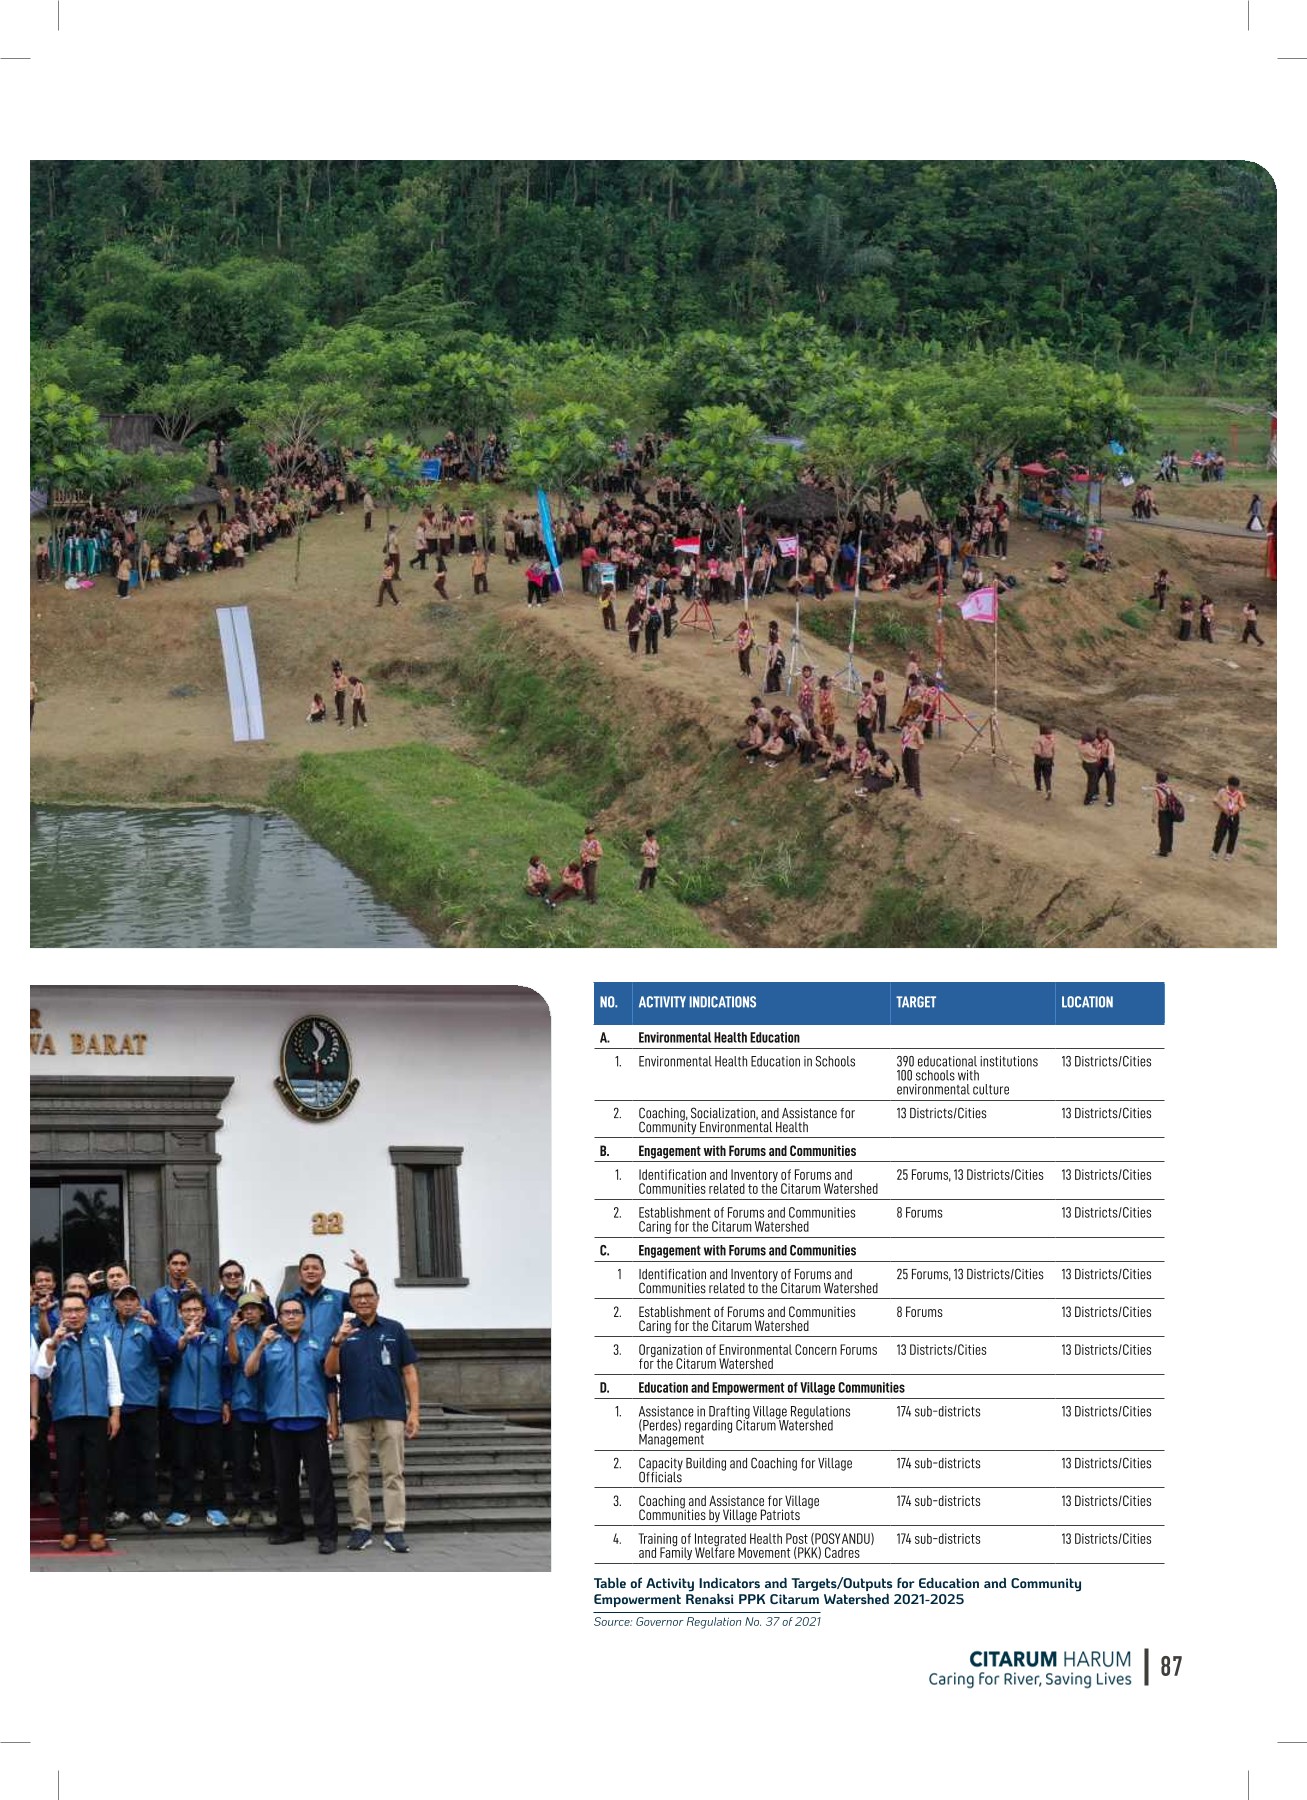 R
WA BARAT
22
NO. ACTIVITY INDICATIONS TARGET LOCATION
A. Environmental Health Education
1. Environmental Health Education in Schools 390 educational institutions 13 Districts/Cities
100 schools with
environmental culture
2. Coaching, Socialization, and Assistance for 13 Districts/Cities 13 Districts/Cities
Community Environmental Health
B. Engagement with Forums and Communities
1. Identification and Inventory of Forums and 25 Forums, 13 Districts/Cities 13 Districts/Cities
Communities related to the Citarum Watershed
2. Establishment of Forums and Communities 8 Forums 13 Districts/Cities
Caring for the Citarum Watershed
C. Engagement with Forums and Communities
1 Identification and Inventory of Forums and 25 Forums, 13 Districts/Cities 13 Districts/Cities
Communities related to the Citarum Watershed
2. Establishment of Forums and Communities 8 Forums 13 Districts/Cities
Caring for the Citarum Watershed
3. Organization of Environmental Concern Forums 13 Districts/Cities 13 Districts/Cities
for the Citarum Watershed
D. Education and Empowerment of Village Communities
1. Assistance in Drafting Village Regulations 174 sub-districts 13 Districts/Cities
(Perdes) regarding Citarum Watershed
Management
2. Capacity Building and Coaching for Village 174 sub-districts 13 Districts/Cities
Officials
3. Coaching and Assistance for Village 174 sub-districts 13 Districts/Cities
Communities by Village Patriots
4. Training of Integrated Health Post (POSYANDU) 174 sub-districts 13 Districts/Cities
and Family Welfare Movement (PKK) Cadres
Table of Activity Indicators and Targets/Outputs for Education and Community
Empowerment Renaksi PPK Citarum Watershed 2021-2025
Source: Governor Regulation No. 37 of 2021
CITARUM HARUM
Caring for River, Saving Lives
87